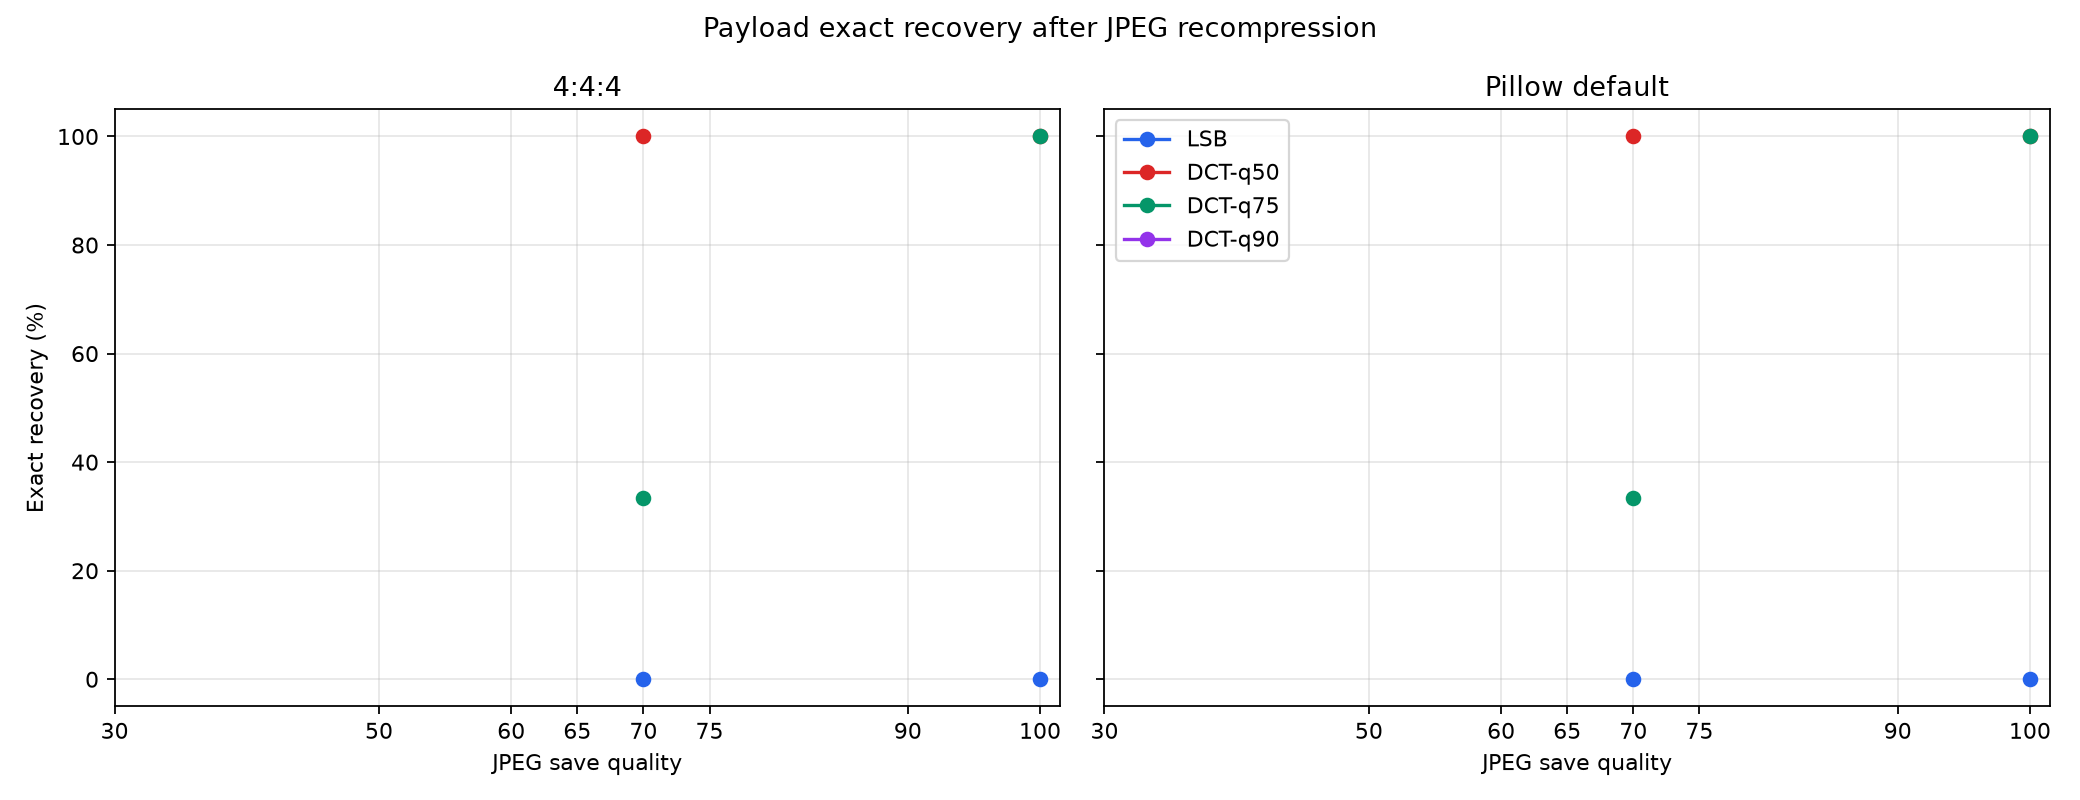 Payload exact recovery after JPEG recompression
4:4:4
Exact recovery (%)
100
80
60
40
20
0
30 50 60 65 70 75 90 100
JPEG save quality
Pillow default
LSB
DCT-q50
DCT-q75
DCT-q90
30 50 60 65 70 75 90 100
JPEG save quality